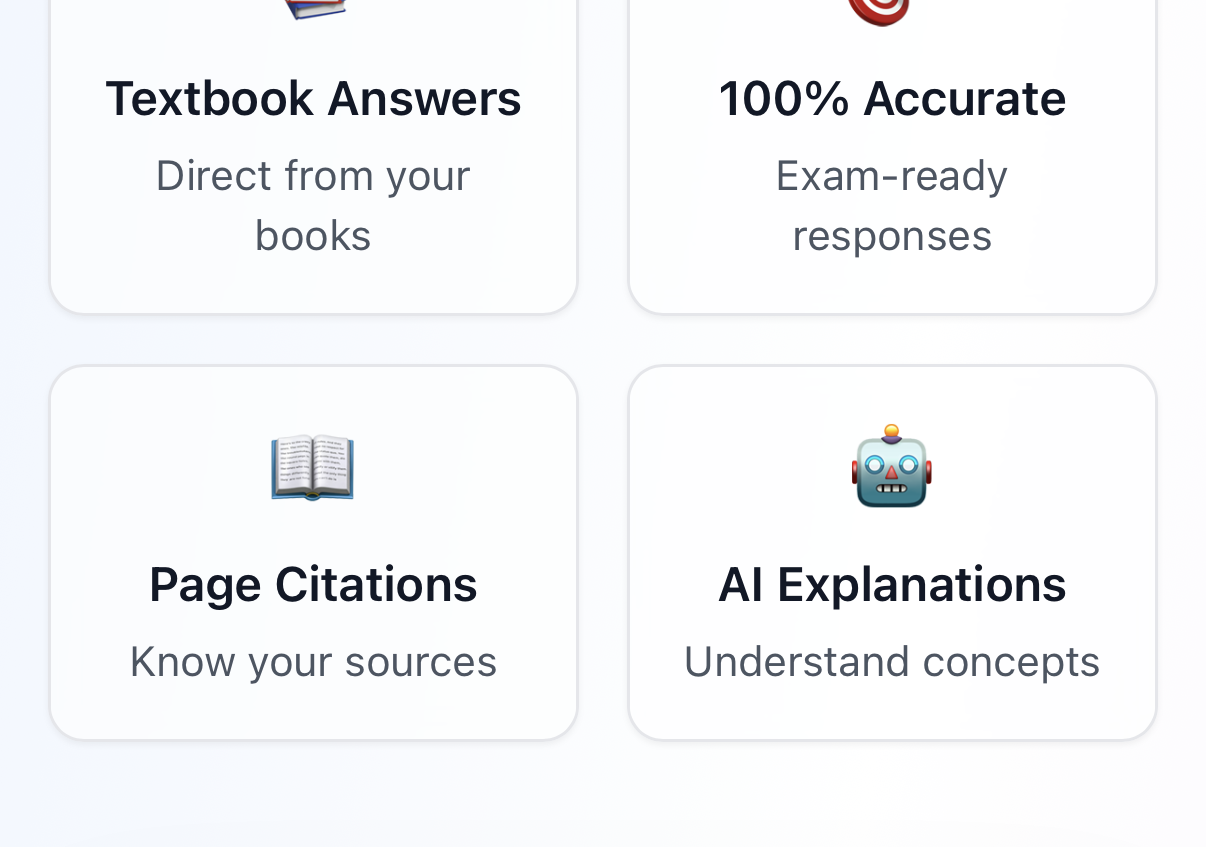 Textbook Answers
Direct from your
books
100% Accurate
Exam-ready
responses
Page Citations
Know your sources
AI Explanations
Understand concepts